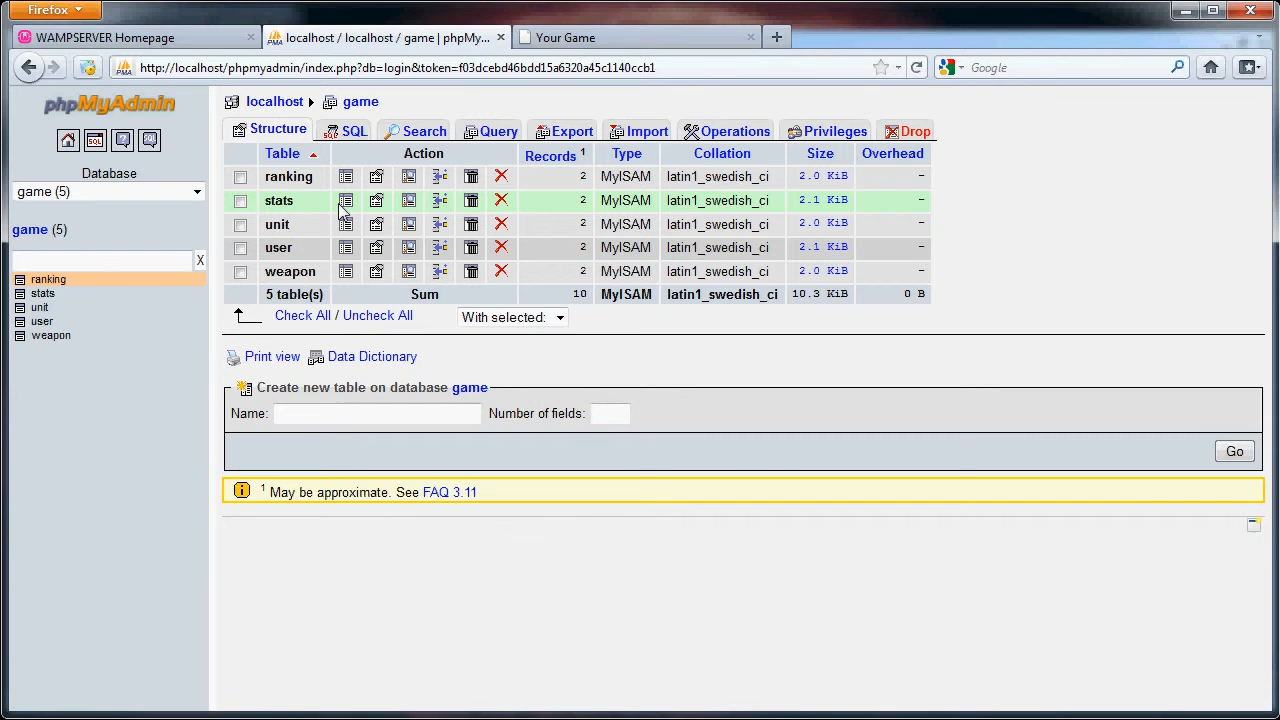 Firefox
WAMPSERVER Homepage
localhost / localhost / game | phpMy...
Your Game
http://localhost/phpmyadmin/index.php?db=login&token=f03dcebd46bdd15a6320a45c1140ccb1
Google
phpMyAdmin
Database
game (5)
game (5)
X
ranking
stats
unit
user
weapon
localhost ▸ game
Structure SQL Search Query Export Import Operations Privileges Drop
Table Action Records 1 Type Collation Size Overhead
ranking 2 MyISAM latin1_swedish_ci 2.0 KiB -
stats 2 MyISAM latin1_swedish_ci 2.1 KiB -
unit 2 MyISAM latin1_swedish_ci 2.0 KiB -
user 2 MyISAM latin1_swedish_ci 2.1 KiB -
weapon 2 MyISAM latin1_swedish_ci 2.0 KiB -
5 table(s) Sum 10 MyISAM latin1_swedish_ci 10.3 KiB 0 B
Check All / Uncheck All With selected:
Print view Data Dictionary
Create new table on database game
Name: Number of fields:
Go
1 May be approximate. See FAQ 3.11